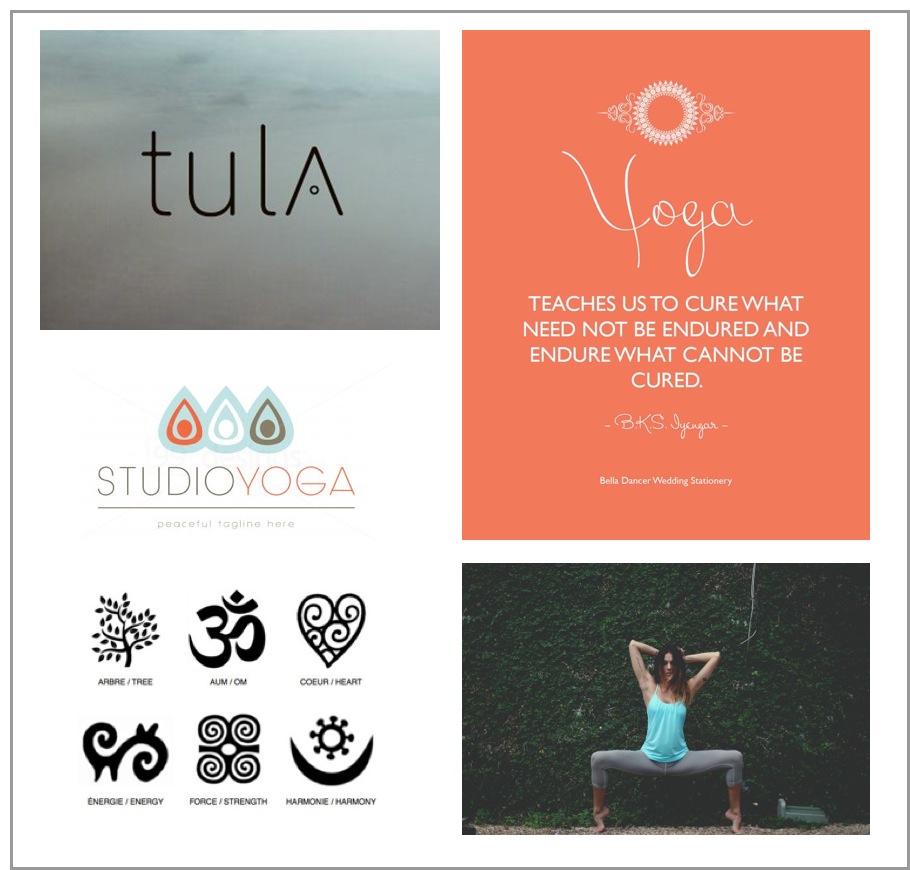 tulA
Yoga
TEACHES US TO CURE WHAT
NEED NOT BE ENDURED AND
ENDURE WHAT CANNOT BE
CURED.
- B.K.S. Iyengar -
Bella Dancer Wedding Stationery
STUDIOYOGA
peaceful tagline here
ARBRE / TREE
AUM / OM
COEUR / HEART
ÉNERGIE / ENERGY
FORCE / STRENGTH
HARMONIE / HARMONY